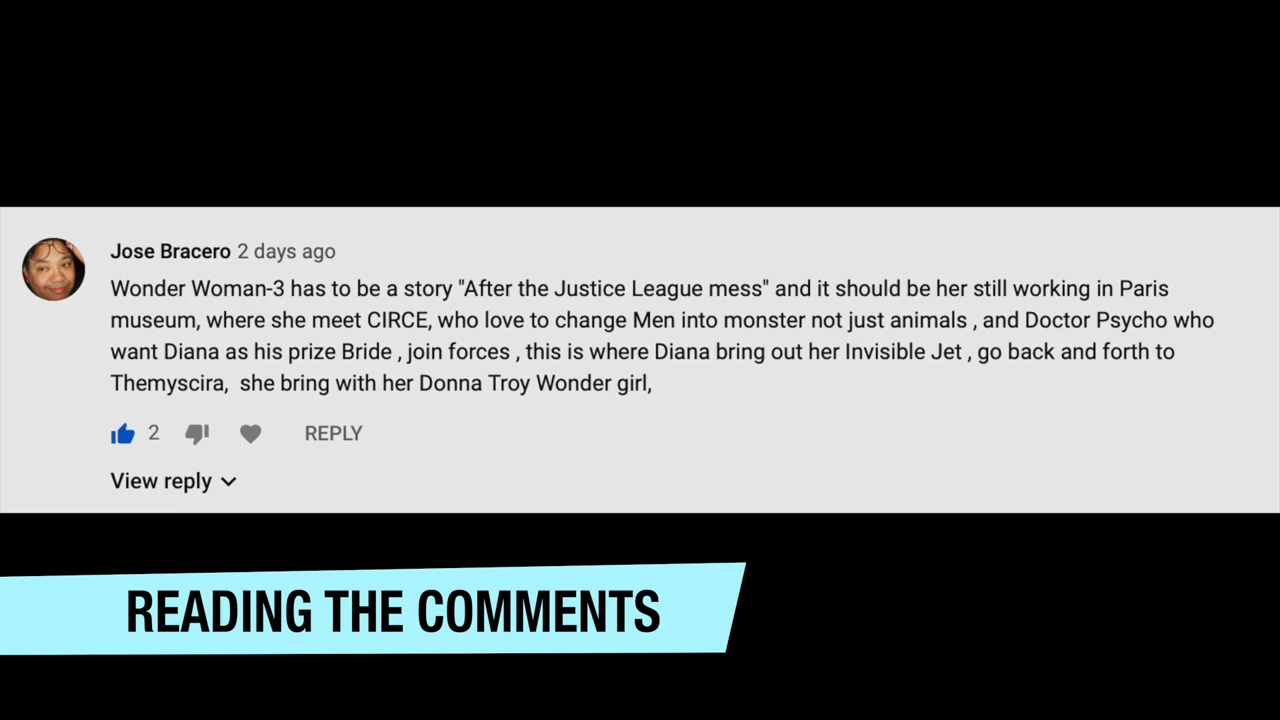 Jose Bracero 2 days ago
Wonder Woman-3 has to be a story "After the Justice League mess" and it should be her still working in Paris
museum, where she meet CIRCE, who love to change Men into monster not just animals , and Doctor Psycho who
want Diana as his prize Bride , join forces , this is where Diana bring out her Invisible Jet , go back and forth to
Themyscira,  she bring with her Donna Troy Wonder girl,
2 REPLY
View reply
READING THE COMMENTS